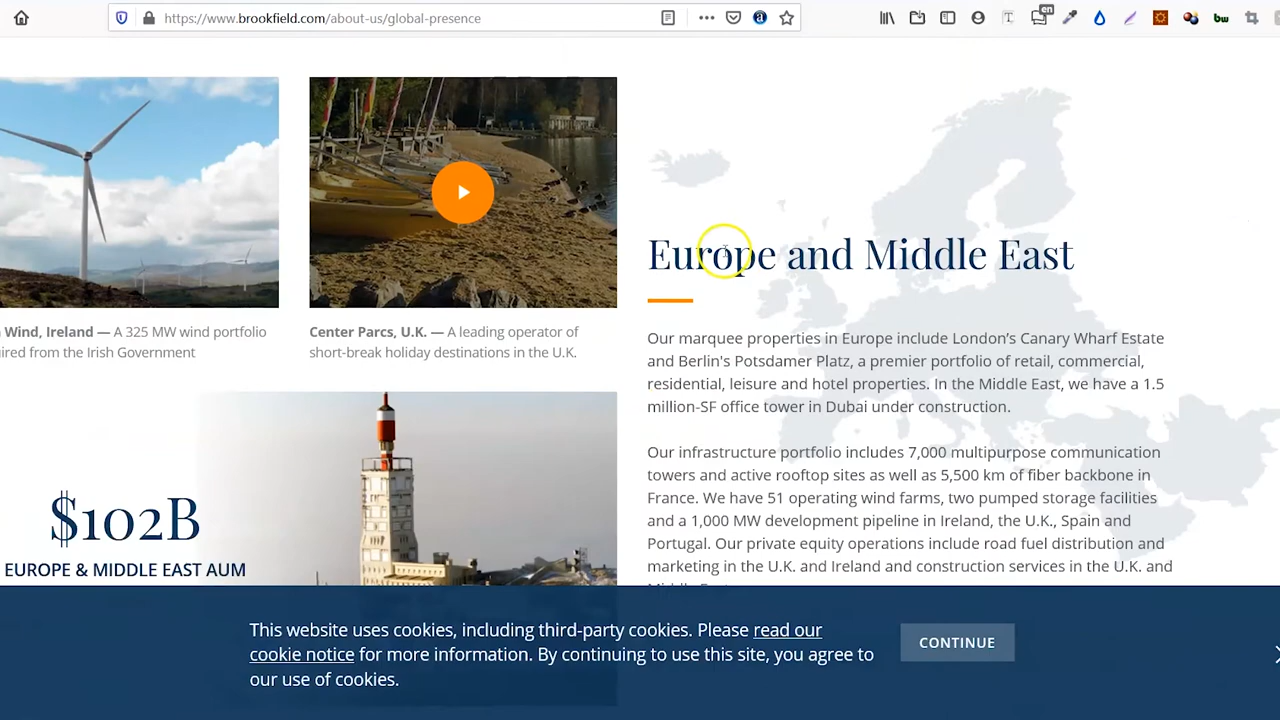 https://www.brookfield.com/about-us/global-presence
en
bw
Wind, Ireland — A 325 MW wind portfolio
ired from the Irish Government
Center Parcs, U.K. — A leading operator of
short-break holiday destinations in the U.K.
$102B
EUROPE & MIDDLE EAST AUM
Europe and Middle East
Our marquee properties in Europe include London's Canary Wharf Estate
and Berlin's Potsdamer Platz, a premier portfolio of retail, commercial,
residential, leisure and hotel properties. In the Middle East, we have a 1.5
million-SF office tower in Dubai under construction.
Our infrastructure portfolio includes 7,000 multipurpose communication
towers and active rooftop sites as well as 5,500 km of fiber backbone in
France. We have 51 operating wind farms, two pumped storage facilities
and a 1,000 MW development pipeline in Ireland, the U.K., Spain and
Portugal. Our private equity operations include road fuel distribution and
marketing in the U.K. and Ireland and construction services in the U.K. and
This website uses cookies, including third-party cookies. Please read our
cookie notice for more information. By continuing to use this site, you agree to
our use of cookies.
CONTINUE